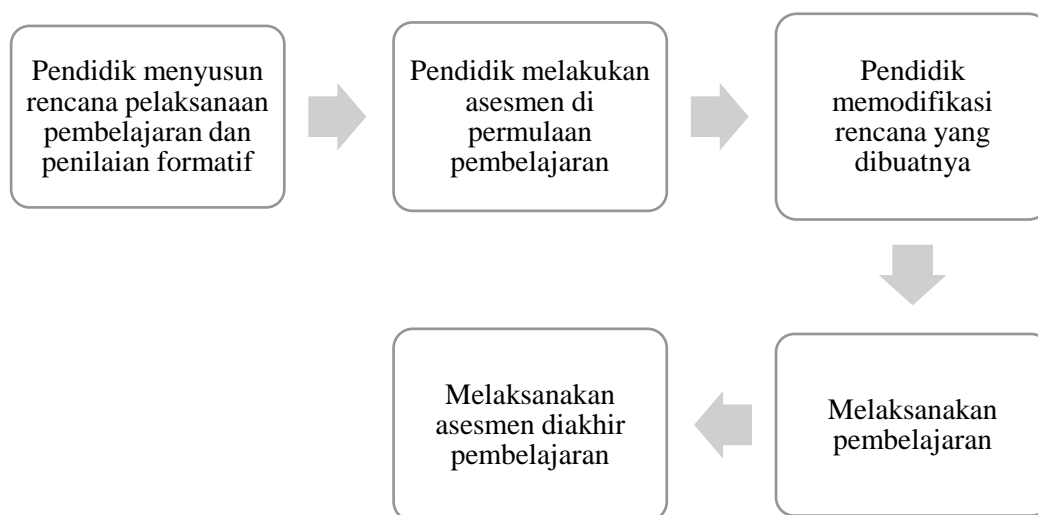 Pendidik menyusun
rencana pelaksanaan
pembelajaran dan
penilaian formatif
Pendidik melakukan
asesmen di
permulaan
pembelajaran
Pendidik
memodifikasi
rencana yang
dibuatnya
Melaksanakan
pembelajaran
Melaksanakan
asesmen diakhir
pembelajaran